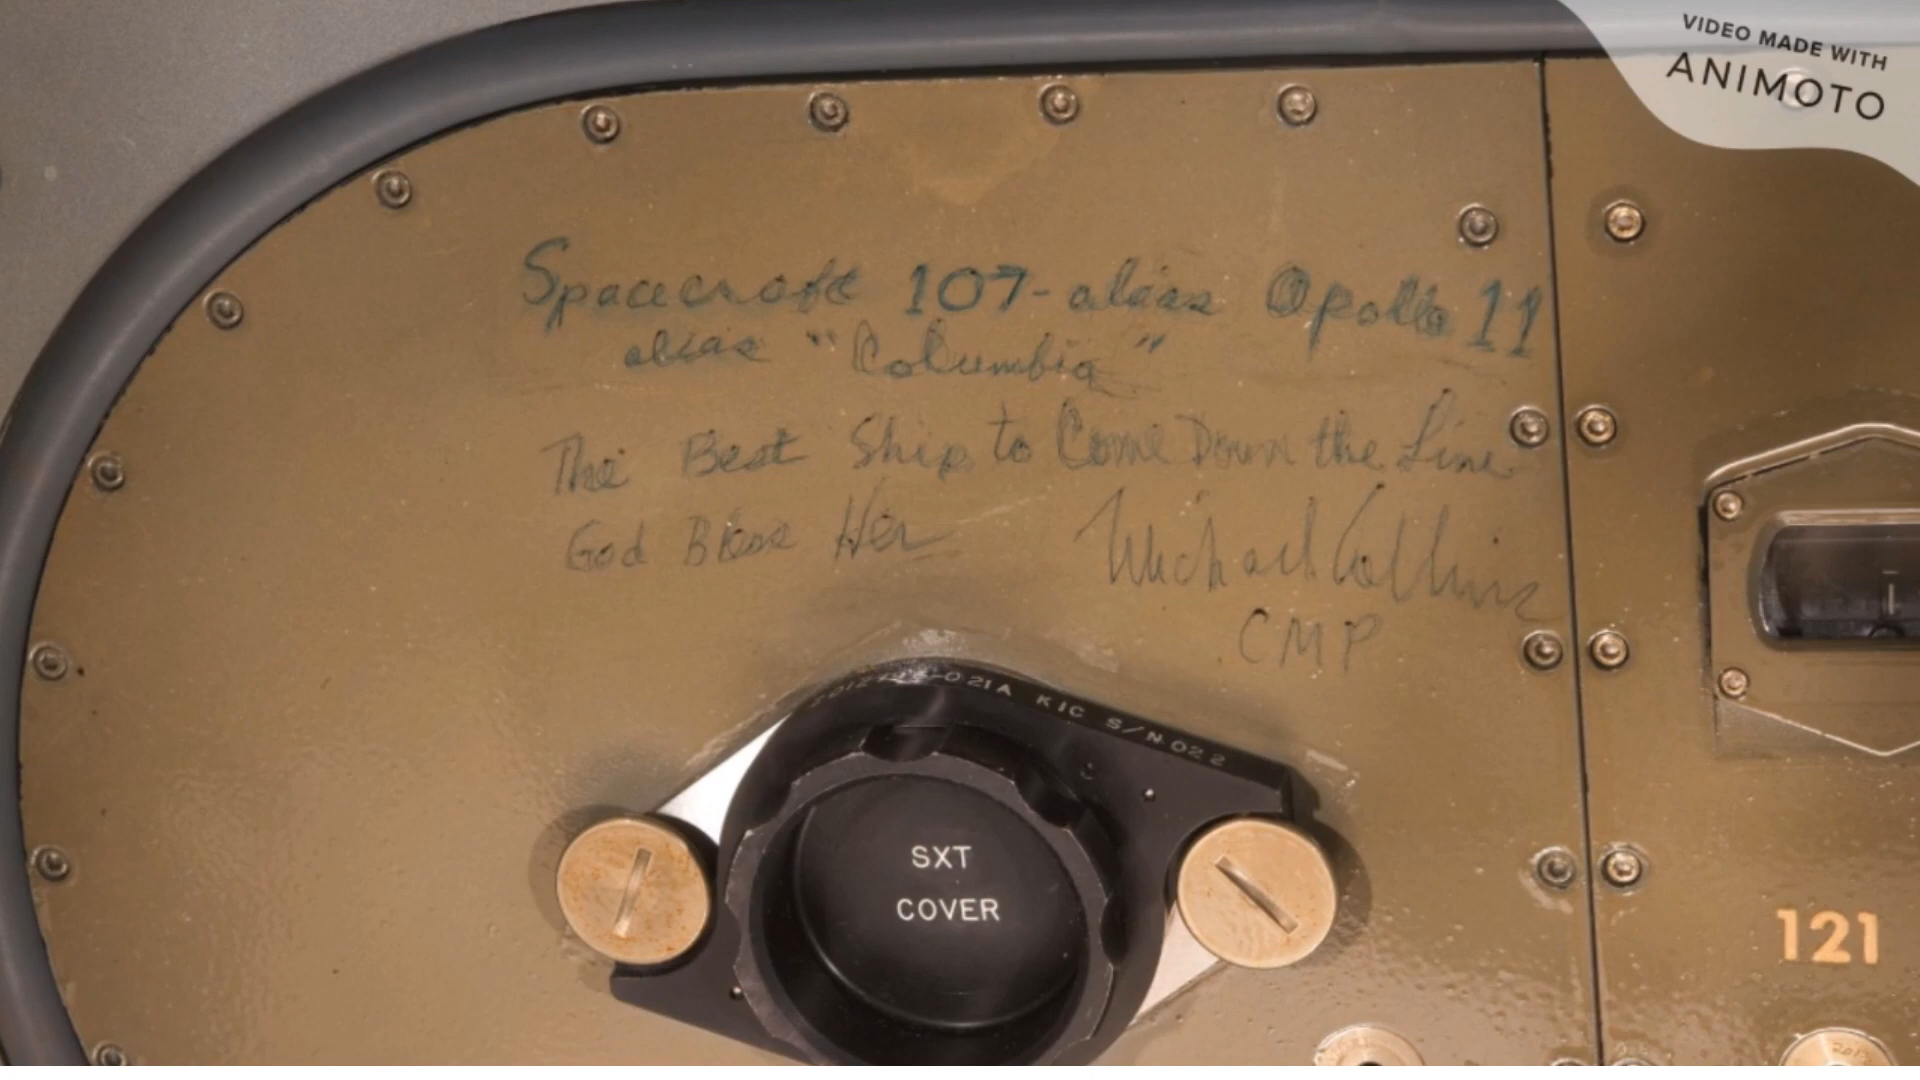 VIDEO MADE WITH
ANIMOTO
Spacecraft 107 - alias Apollo 11
alias "Columbia"
The Best Ship to Come Down the Line
God Bless Her
Michael Collins
CMP
021A KIC S/N 022
SXT
COVER
121